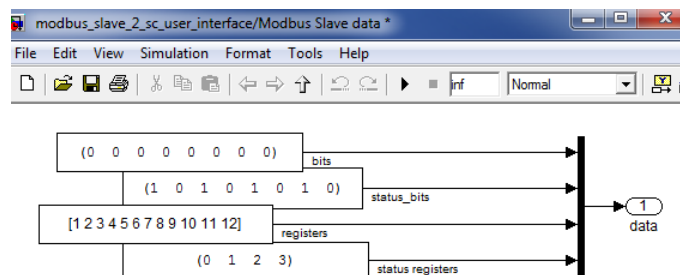 modbus_slave_2_sc_user_interface/Modbus Slave data *
File Edit View Simulation Format Tools Help
inf Normal
(0 0 0 0 0 0 0 0)
bits
(1 0 1 0 1 0 1 0)
status_bits
[1 2 3 4 5 6 7 8 9 10 11 12]
registers
(0 1 2 3)
status registers
1
data